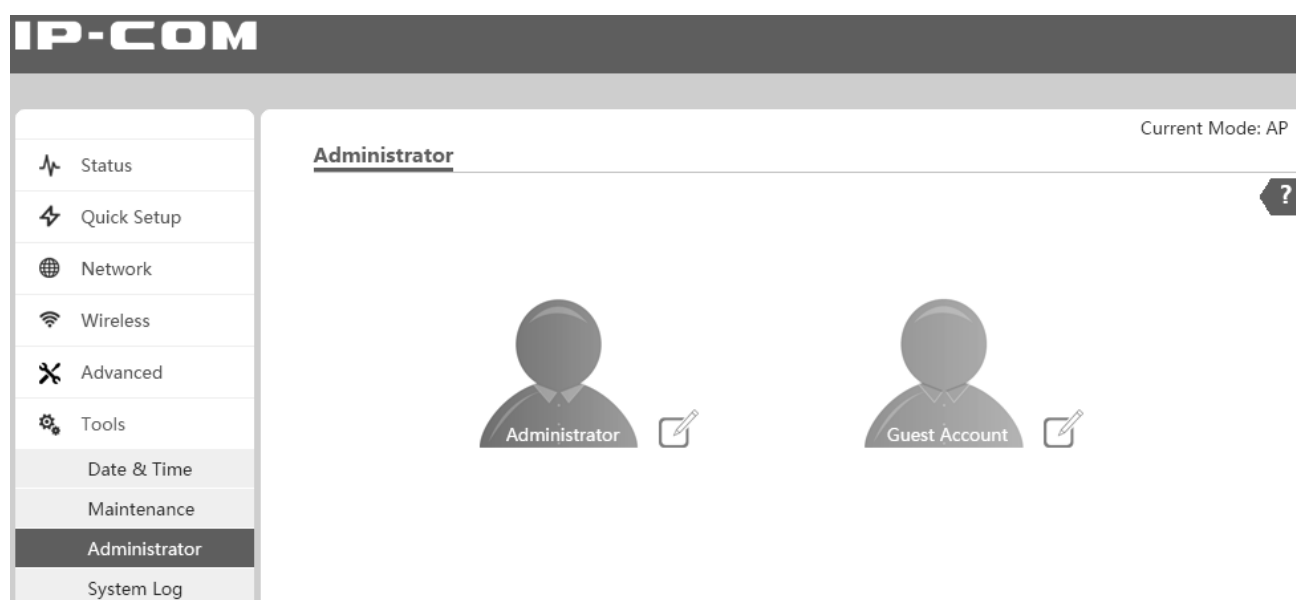 IP-COM
Current Mode: AP
Administrator
?
Status
Quick Setup
Network
Wireless
Advanced
Tools
Date & Time
Maintenance
Administrator
System Log
Administrator
Guest Account